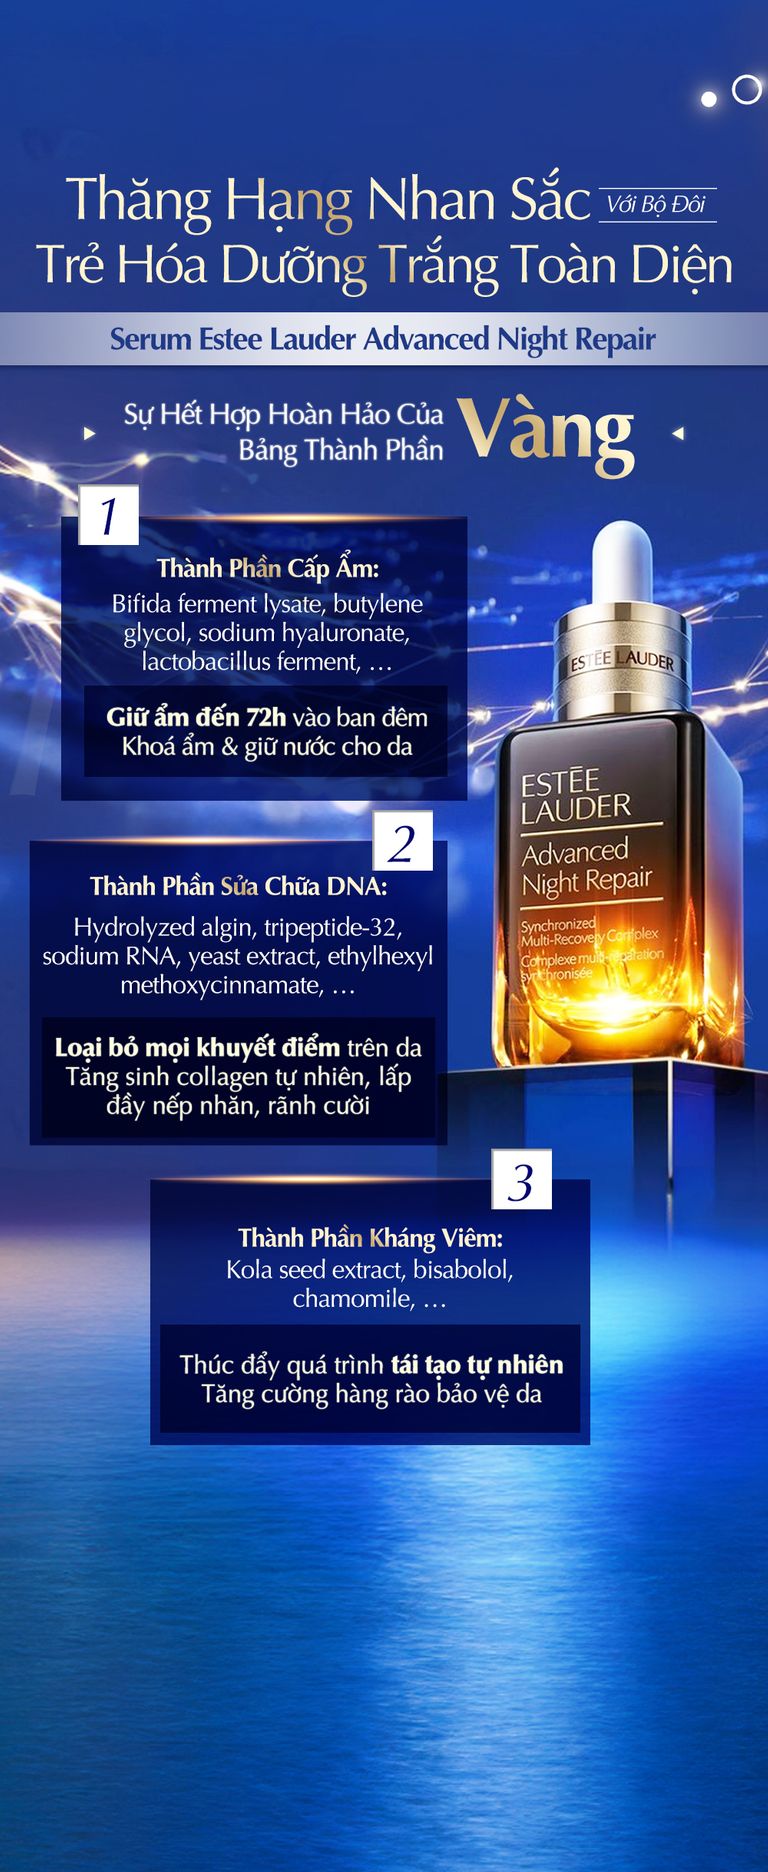 Thăng Hạng Nhan Sắc Với Bộ Đôi
Trẻ Hóa Dưỡng Trắng Toàn Diện
Serum Estee Lauder Advanced Night Repair
Sự Hết Hợp Hoàn Hảo Của
Bảng Thành Phần
Vàng
1
Thành Phần Cấp Ẩm:
Bifida ferment lysate, butylene
glycol, sodium hyaluronate,
lactobacillus ferment, ...
Giữ ẩm đến 72h vào ban đêm
Khoá ẩm & giữ nước cho da
ESTĒE LAUDER
ESTĒE
LAUDER
Advanced
Night Repair
Synchronized
Multi-Recovery Complex
Complexe multi-réparation
synchronisée
2
Thành Phần Sửa Chữa DNA:
Hydrolyzed algin, tripeptide-32,
sodium RNA, yeast extract, ethylhexyl
methoxycinnamate, ...
Loại bỏ mọi khuyết điểm trên da
Tăng sinh collagen tự nhiên, lấp
đầy nếp nhăn, rãnh cười
3
Thành Phần Kháng Viêm:
Kola seed extract, bisabolol,
chamomile, ...
Thúc đẩy quá trình tái tạo tự nhiên
Tăng cường hàng rào bảo vệ da